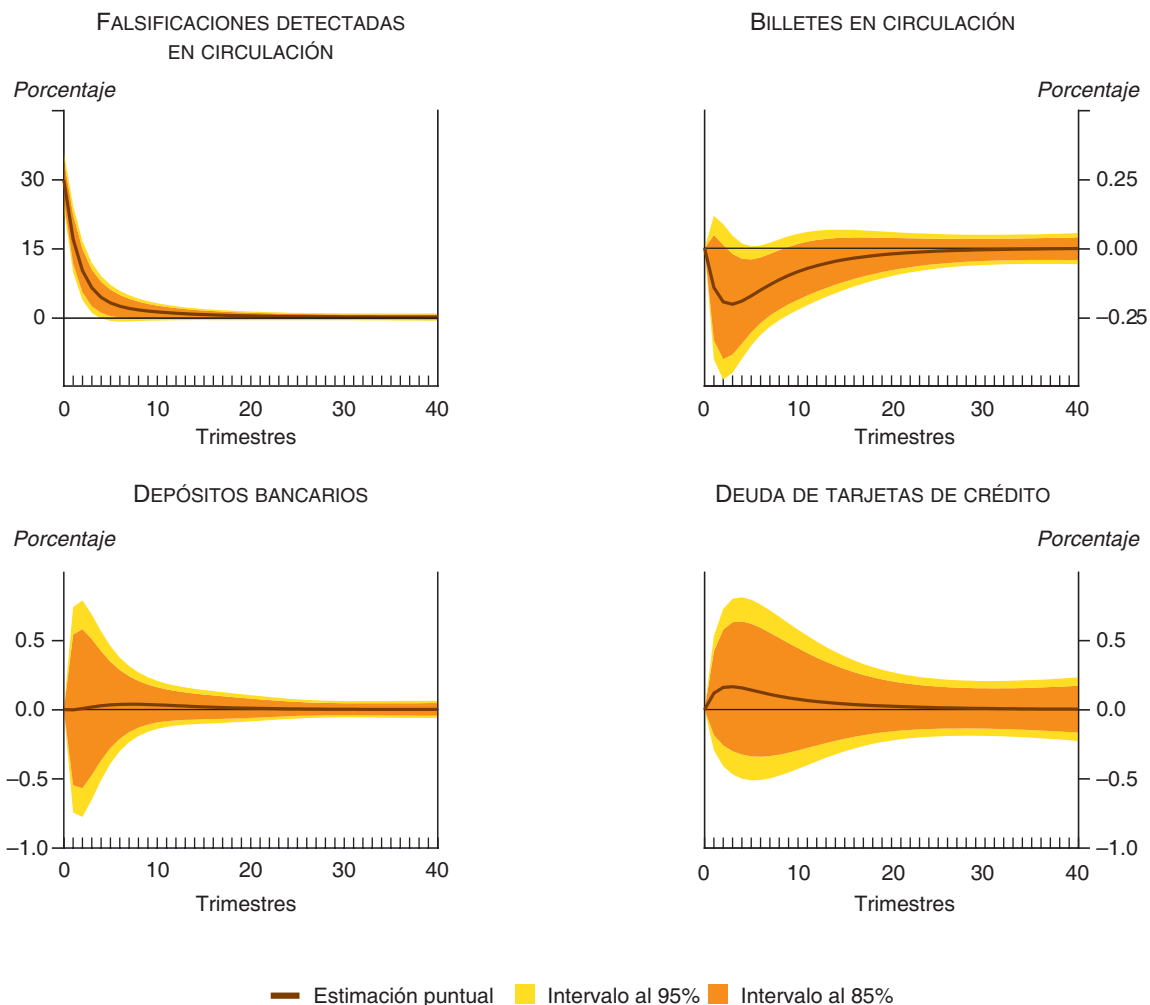 FALSIFICACIONES DETECTADAS
EN CIRCULACIÓN
Porcentaje
30
15
0
0 10 20 30 40
Trimestres
BILLETES EN CIRCULACIÓN
Porcentaje
0.25
0.00
−0.25
0 10 20 30 40
Trimestres
DEPÓSITOS BANCARIOS
Porcentaje
0.5
0.0
−0.5
−1.0
0 10 20 30 40
Trimestres
DEUDA DE TARJETAS DE CRÉDITO
Porcentaje
0.5
0.0
−0.5
−1.0
0 10 20 30 40
Trimestres
Estimación puntual Intervalo al 95% Intervalo al 85%